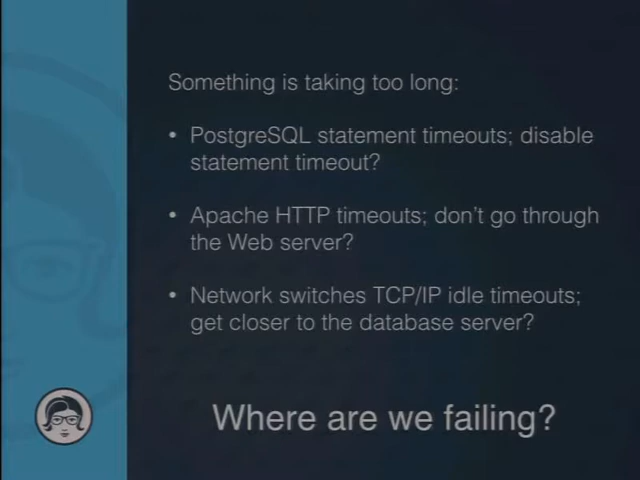 Something is taking too long:
• PostgreSQL statement timeouts; disable
statement timeout?
• Apache HTTP timeouts; don't go through
the Web server?
• Network switches TCP/IP idle timeouts;
get closer to the database server?
Where are we failing?